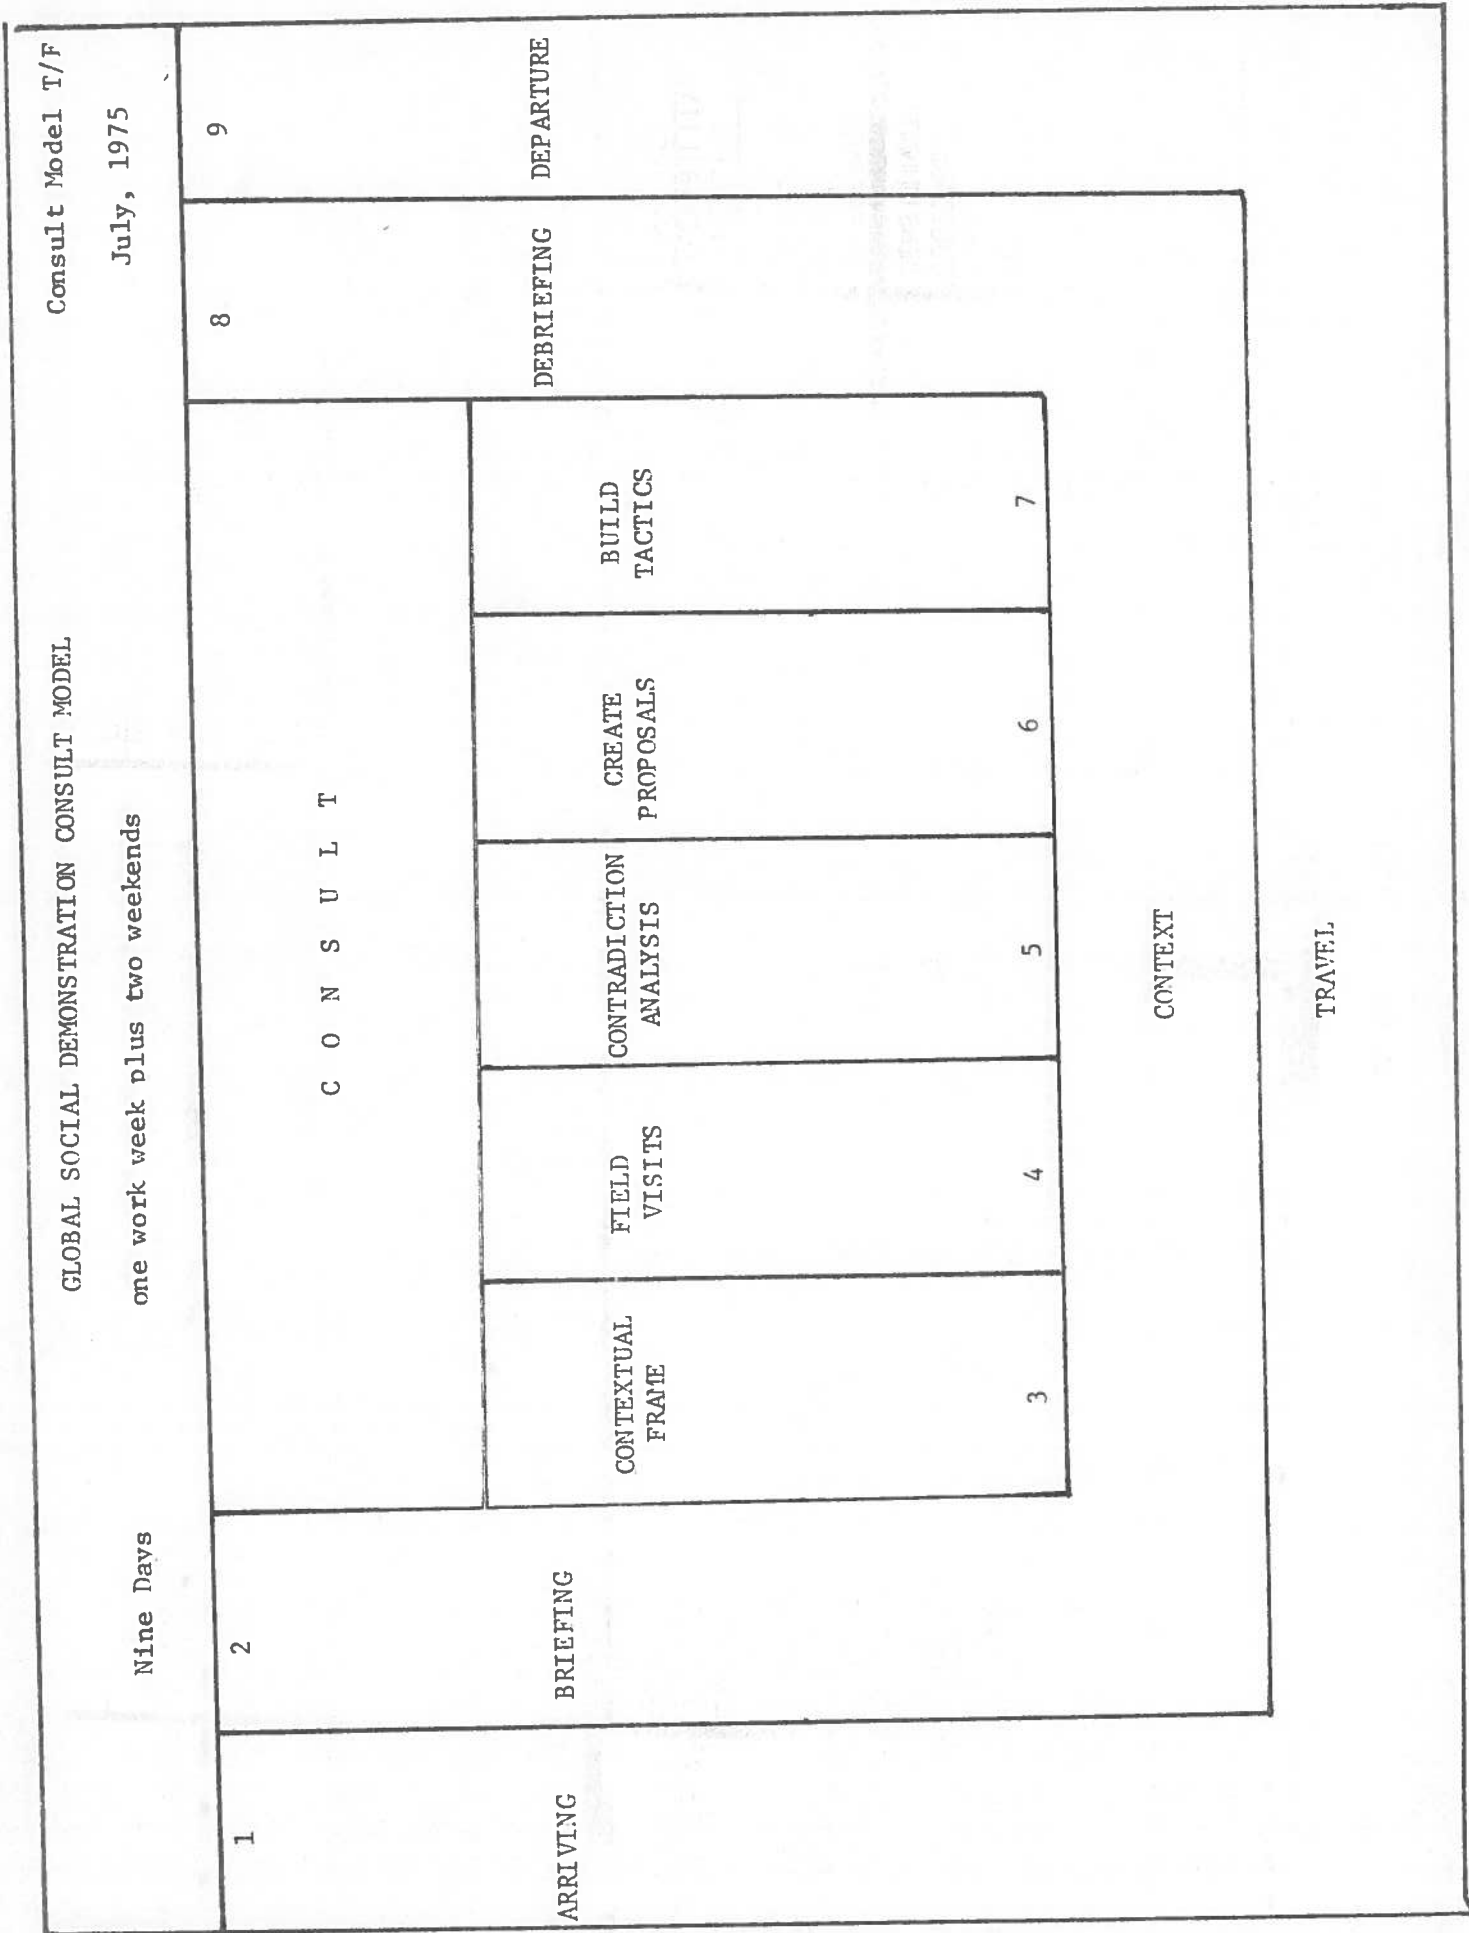 GLOBAL SOCIAL DEMONSTRATION CONSULT MODEL
Consult Model T/F
Nine Days
one work week plus two weekends
July, 1975
1
2
8
9
C O N S U L T
ARRIVING
BRIEFING
DEBRIEFING
DEPARTURE
CONTEXTUAL
FRAME
FIELD
VISITS
CONTRADICTION
ANALYSIS
CREATE
PROPOSALS
BUILD
TACTICS
3
4
5
6
7
CONTEXT
TRAVEL